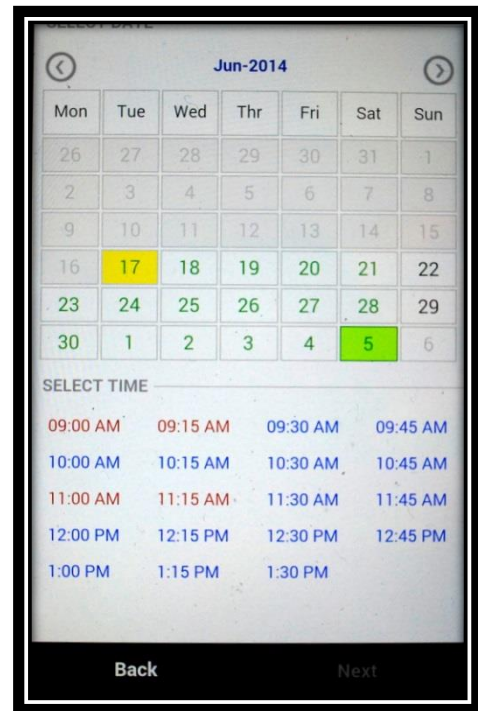 SELECT DATE
Jun-2014
Mon Tue Wed Thr Fri Sat Sun
26 27 28 29 30 31 1
2 3 4 5 6 7 8
9 10 11 12 13 14 15
16 17 18 19 20 21 22
23 24 25 26 27 28 29
30 1 2 3 4 5 6
SELECT TIME
09:00 AM 09:15 AM 09:30 AM 09:45 AM
10:00 AM 10:15 AM 10:30 AM 10:45 AM
11:00 AM 11:15 AM 11:30 AM 11:45 AM
12:00 PM 12:15 PM 12:30 PM 12:45 PM
1:00 PM 1:15 PM 1:30 PM
Back Next